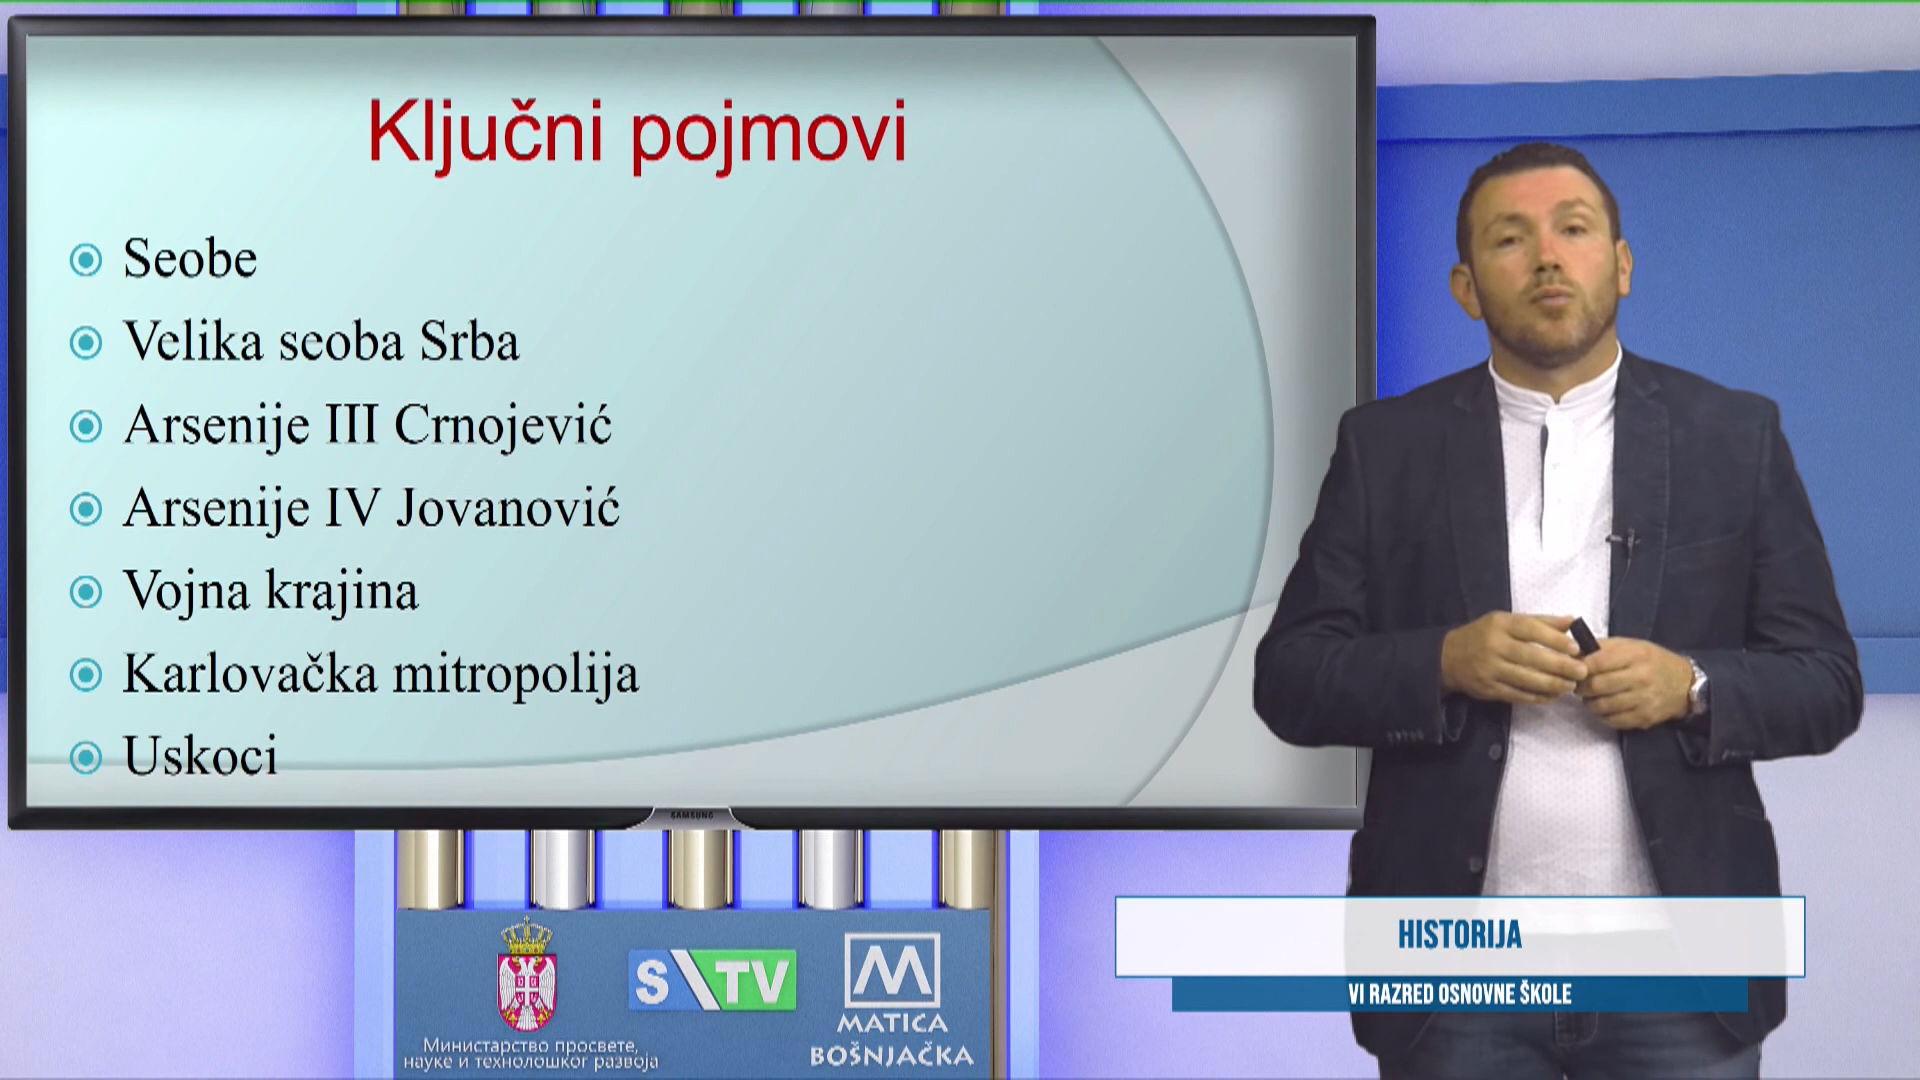 Ključni pojmovi
Seobe
Velika seoba Srba
Arsenije III Crnojević
Arsenije IV Jovanović
Vojna krajina
Karlovačka mitropolija
Uskoci
SAMSUNG
HISTORIJA
VI RAZRED OSNOVNE ŠKOLE
Министарство просвете,
науке и технолошког развоја
S TV
MATICA
BOŠNJAČKA